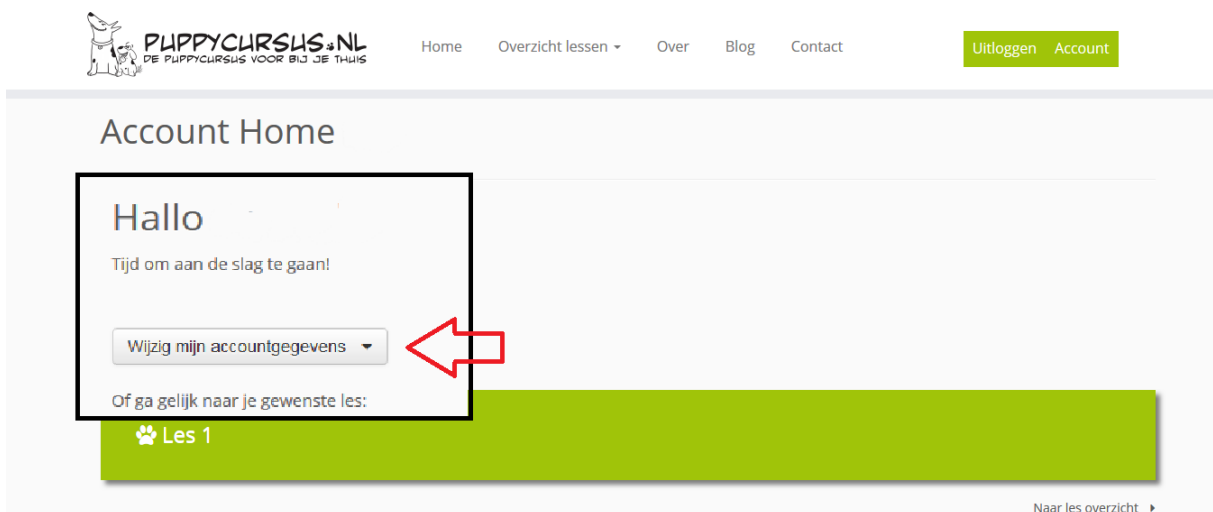 PUPPYCURSUS.NL
DE PUPPYCURSUS VOOR BIJ JE THUIS
Home Overzicht lessen Over Blog Contact Uitloggen Account
Account Home
Hallo
Tijd om aan de slag te gaan!
Wijzig mijn accountgegevens
Of ga gelijk naar je gewenste les:
Les 1
Naar les overzicht